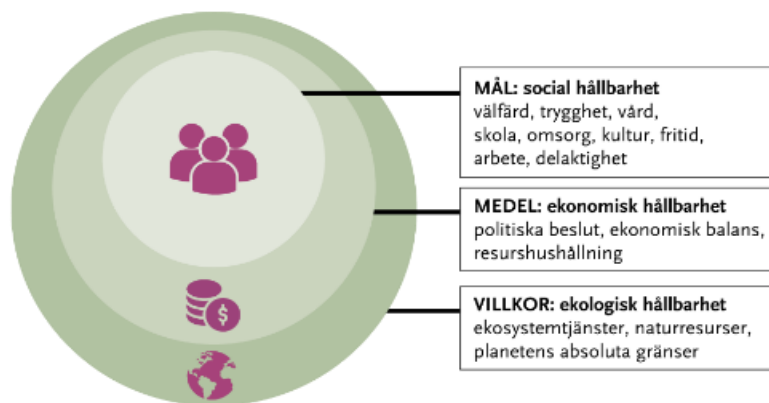 MÅL: social hållbarhet
välfärd, trygghet, vård,
skola, omsorg, kultur, fritid,
arbete, delaktighet
MEDEL: ekonomisk hållbarhet
politiska beslut, ekonomisk balans,
resurshushållning
$
VILLKOR: ekologisk hållbarhet
ekosystemtjänster, naturresurser,
planetens absoluta gränser